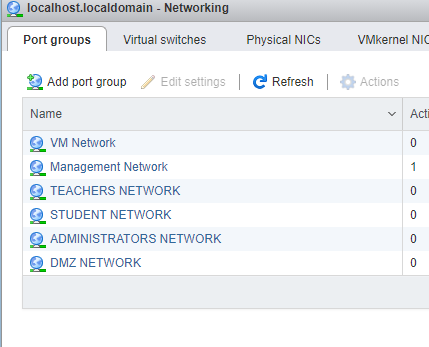 localhost.localdomain - Networking
Port groups Virtual switches Physical NICs VMkernel NIC
Add port group Edit settings Refresh Actions
Name Acti
VM Network 0
Management Network 1
TEACHERS NETWORK 0
STUDENT NETWORK 0
ADMINISTRATORS NETWORK 0
DMZ NETWORK 0